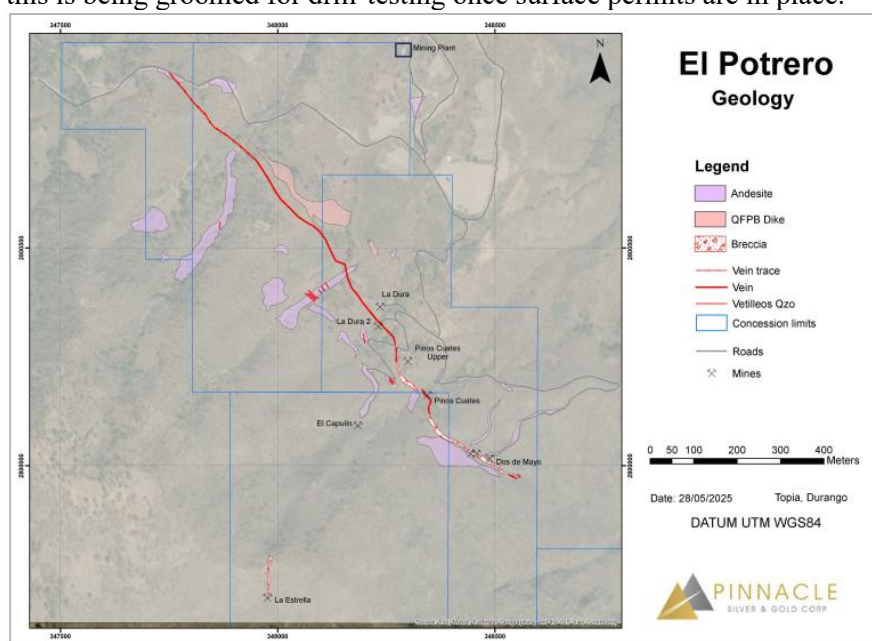 this is being groomed for drill-testing once surface permits are in place.
347500
348000
348500
Mining Plant
N
2800500
2800500
La Dura
La Dura 2
Pinos Cuates
Upper
Pinos Cuates
El Capulin
Dos de Mayo
La Estrella
347500
348000
348500
El Potrero
Geology
Legend
Andesite
QFPB Dike
Breccia
Vein trace
Vein
Vetilleos Qzo
Concession limits
Roads
Mines
0 50 100 200 300 400
Meters
Date: 28/05/2025 Topia, Durango
DATUM UTM WGS84
PINNACLE
SILVER & GOLD CORP